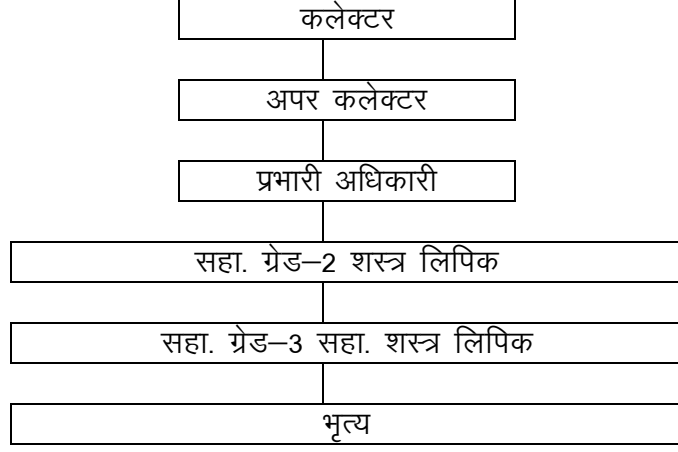 कलेक्टर
अपर कलेक्टर
प्रभारी अधिकारी
सहा. ग्रेड–2 शस्त्र लिपिक
सहा. ग्रेड–3 सहा. शस्त्र लिपिक
भृत्य